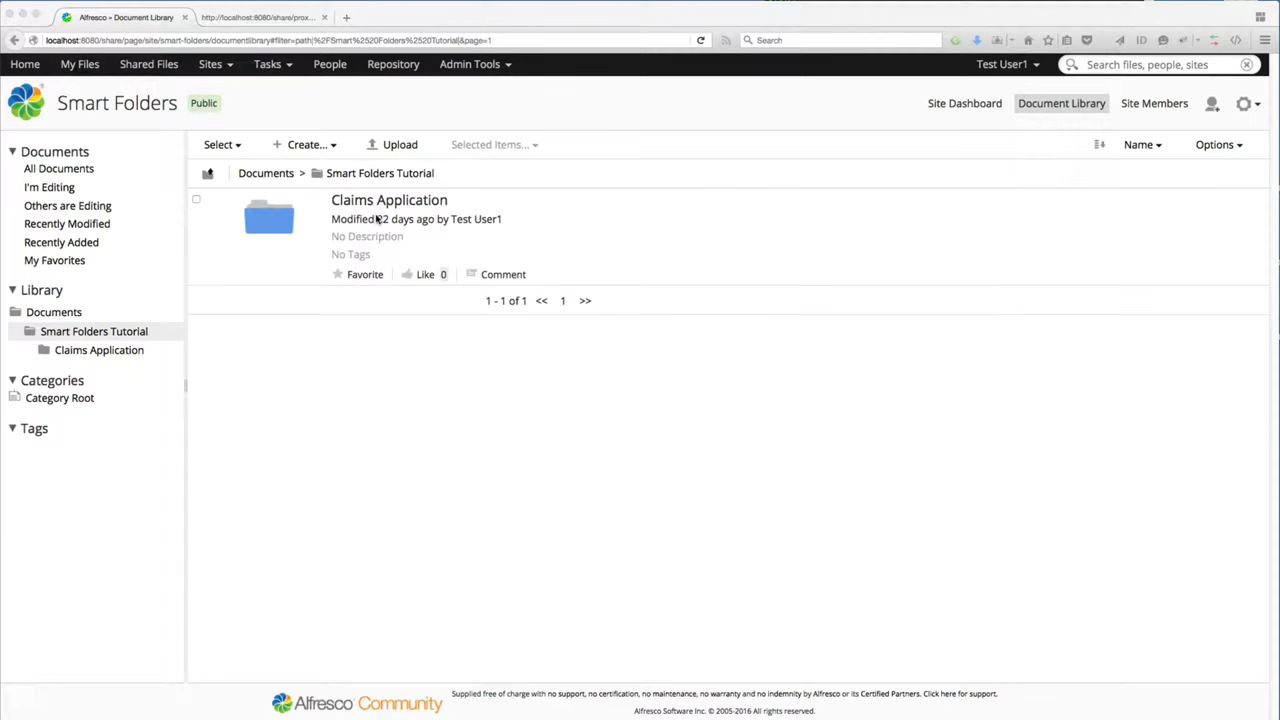 Alfresco » Document Library
http://localhost:8080/share/prox...
localhost:8080/share/page/site/smart-folders/documentlibrary#filter=path|%2FSmart%2520Folders%2520Tutorial|&page=1
Search
ID
Home
My Files
Shared Files
Sites
Tasks
People
Repository
Admin Tools
Test User1
Search files, people, sites
Smart Folders
Public
Site Dashboard
Document Library
Site Members
Documents
All Documents
I'm Editing
Others are Editing
Recently Modified
Recently Added
My Favorites
Library
Documents
Smart Folders Tutorial
Claims Application
Categories
Category Root
Tags
Select
+ Create...
Upload
Selected Items...
Name
Options
Documents > Smart Folders Tutorial
Claims Application
Modified 22 days ago by Test User1
No Description
No Tags
Favorite
Like 0
Comment
1 - 1 of 1 << 1 >>
Alfresco Community
Supplied free of charge with no support, no certification, no maintenance, no warranty and no indemnity by Alfresco or its Certified Partners. Click here for support.
Alfresco Software Inc. © 2005-2016 All rights reserved.